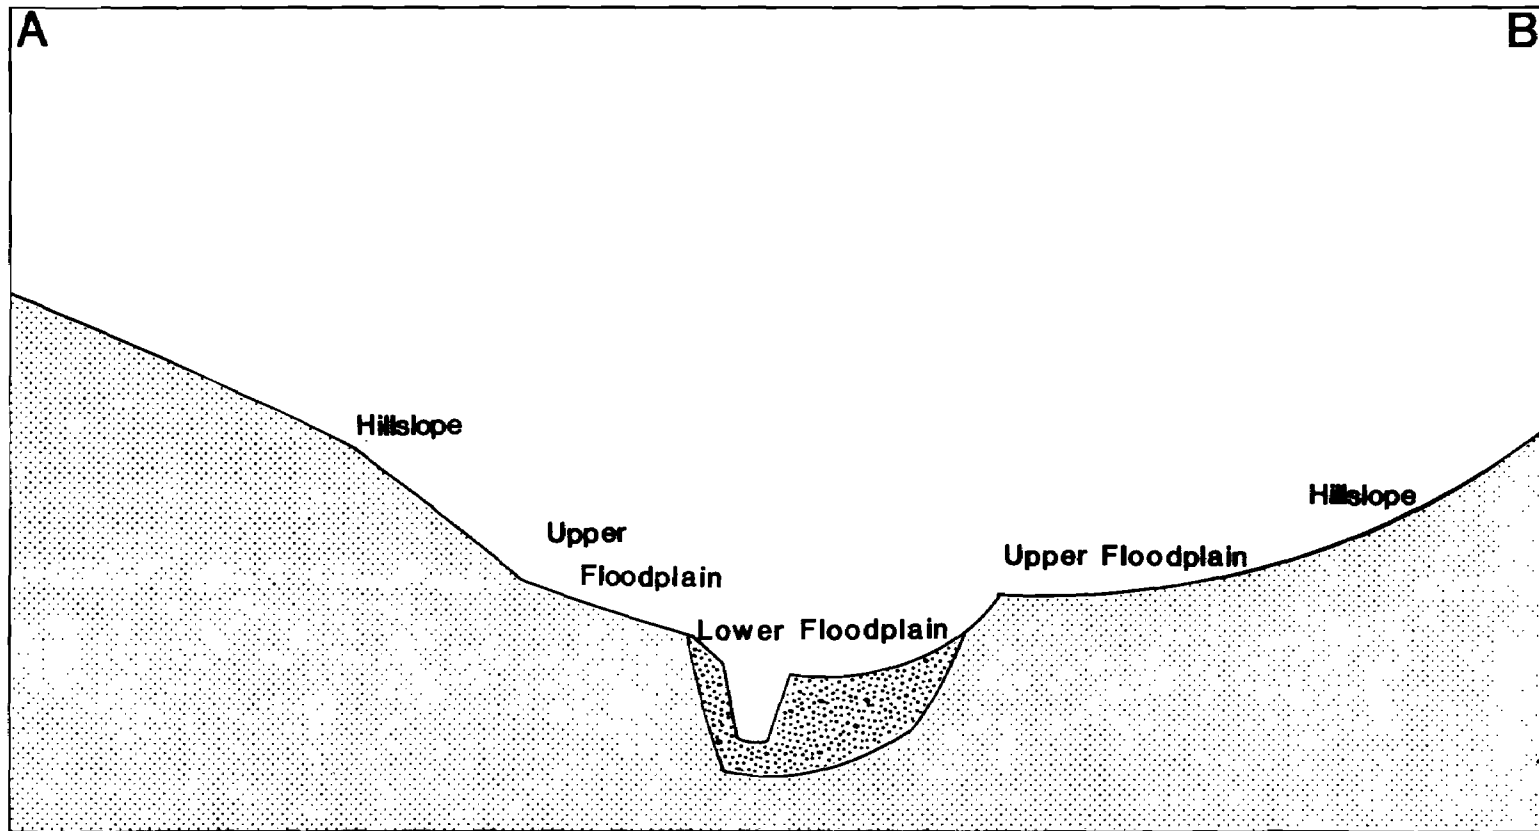 A
B
Hillslope
Hillslope
Upper
Floodplain
Upper Floodplain
Lower Floodplain